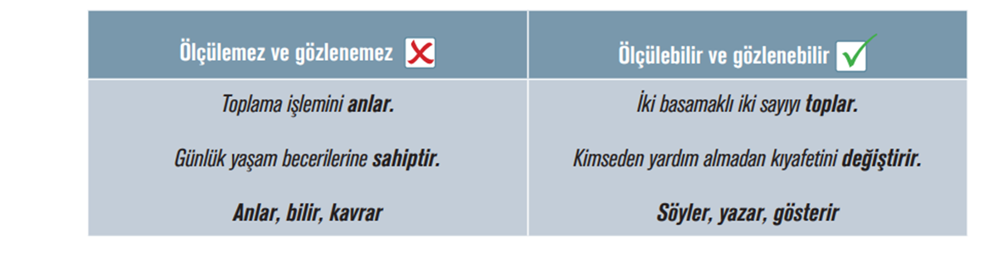 Ölçülemez ve gözlenemez
Ölçülebilir ve gözlenebilir
Toplama işlemini anlar.
İki basamaklı iki sayıyı toplar.
Günlük yaşam becerilerine sahiptir.
Kimseden yardım almadan kıyafetini değiştirir.
Anlar, bilir, kavrar
Söyler, yazar, gösterir